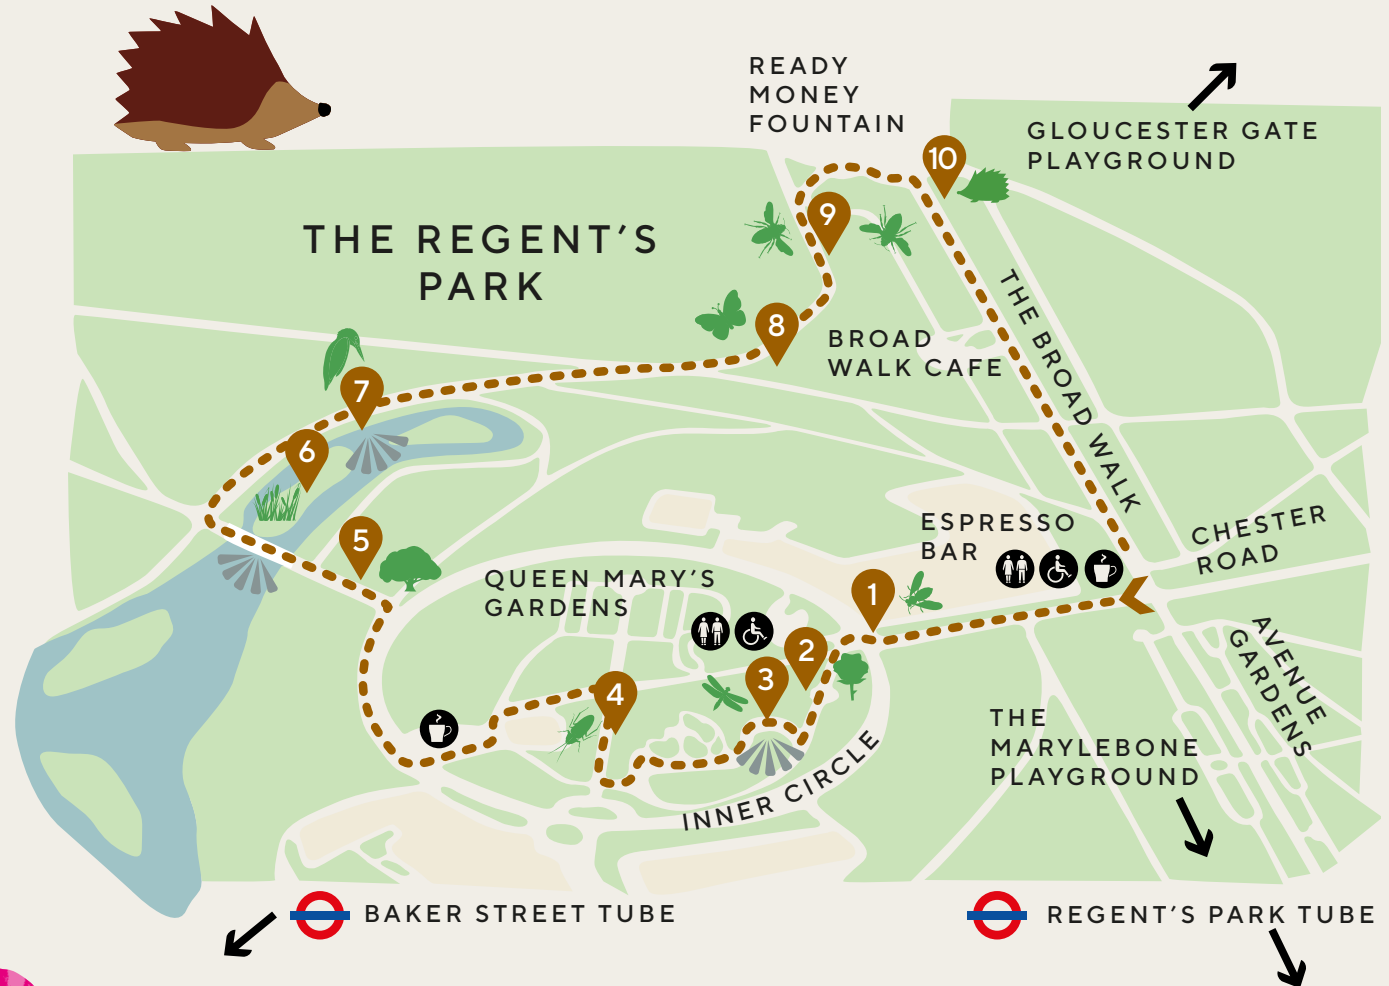 READY
MONEY
FOUNTAIN
GLOUCESTER GATE
PLAYGROUND
10
9
THE REGENT'S
PARK
8
BROAD
WALK CAFE
THE BROAD WALK
7
6
5
ESPRESSO
BAR
CHESTER
ROAD
QUEEN MARY'S
GARDENS
1
2
3
4
AVENUE
GARDENS
THE
MARYLEBONE
PLAYGROUND
INNER CIRCLE
BAKER STREET TUBE
REGENT'S PARK TUBE